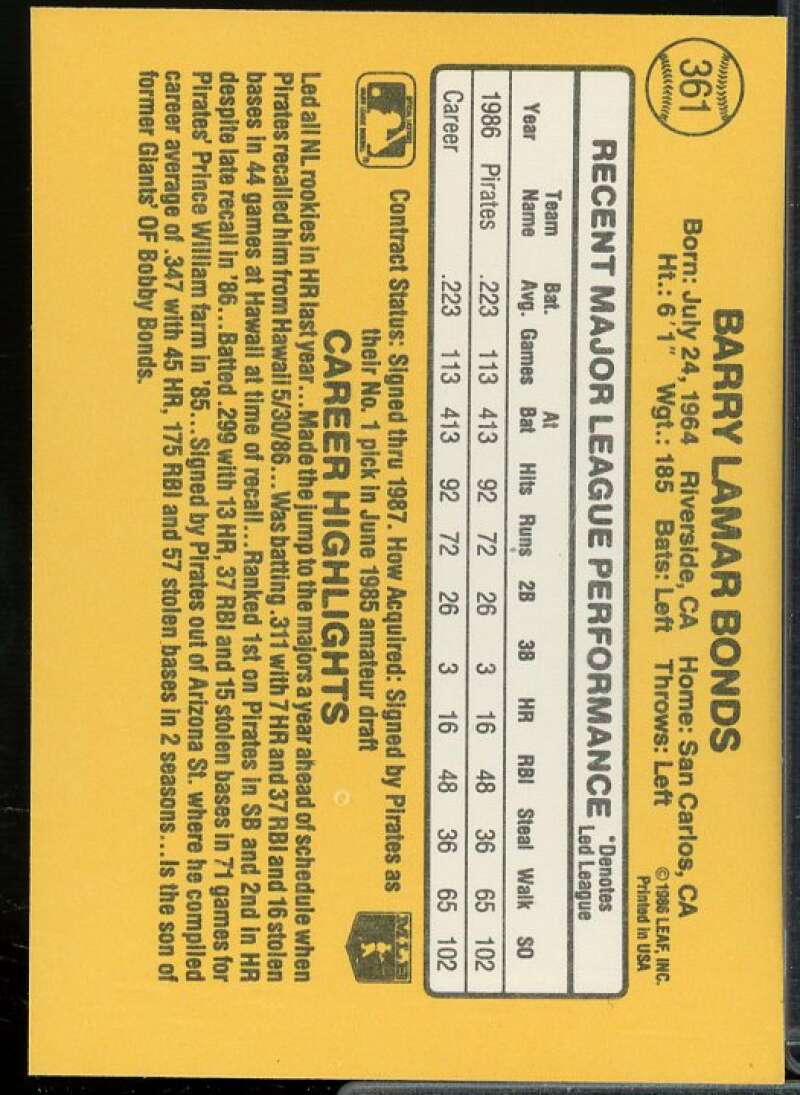 361
BARRY LAMAR BONDS
Born: July 24, 1964 Riverside, CA Home: San Carlos, CA
Ht.: 6'1" Wgt.: 185 Bats: Left Throws: Left
©1986 LEAF, INC.
Printed in USA
RECENT MAJOR LEAGUE PERFORMANCE
*Denotes
Led League
Year Team Name Bat. Avg. Games At Bat Hits Runs 2B 3B HR RBI Steal Walk SO
1986 Pirates .223 113 413 92 72 26 3 16 48 36 65 102
Career .223 113 413 92 72 26 3 16 48 36 65 102
Contract Status: Signed thru 1987. How Acquired: Signed by Pirates as
their No. 1 pick in June 1985 amateur draft
MLB
CAREER HIGHLIGHTS
Led all NL rookies in HR last year...Made the jump to the majors a year ahead of schedule when
Pirates recalled him from Hawaii 5/30/86...Was batting .311 with 7 HR and 37 RBI and 16 stolen
bases in 44 games at Hawaii at time of recall...Ranked 1st on Pirates in SB and 2nd in HR
despite late recall in '86...Batted .299 with 13 HR, 37 RBI and 15 stolen bases in 71 games for
Pirates' Prince William farm in '85...Signed by Pirates out of Arizona St. where he compiled
career average of .347 with 45 HR, 175 RBI and 57 stolen bases in 2 seasons...Is the son of
former Giants' OF Bobby Bonds.